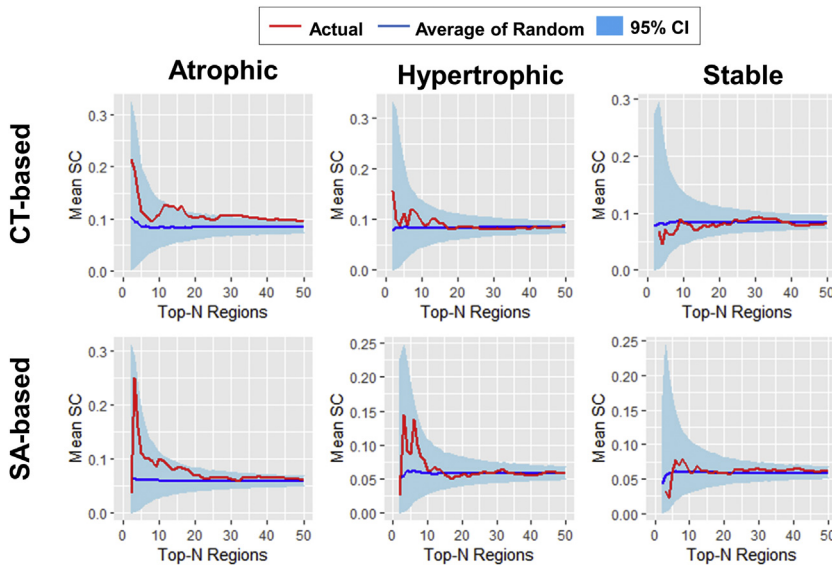 Actual Average of Random 95% CI
Atrophic Hypertrophic Stable
CT-based
Mean SC
0.3
0.2
0.1
0.0
0 10 20 30 40 50
Top-N Regions
Mean SC
0.3
0.2
0.1
0.0
0 10 20 30 40 50
Top-N Regions
Mean SC
0.3
0.2
0.1
0.0
0 10 20 30 40 50
Top-N Regions
SA-based
Mean SC
0.3
0.2
0.1
0.0
0 10 20 30 40 50
Top-N Regions
Mean SC
0.25
0.20
0.15
0.10
0.05
0.00
0 10 20 30 40 50
Top-N Regions
Mean SC
0.25
0.20
0.15
0.10
0.05
0.00
0 10 20 30 40 50
Top-N Regions